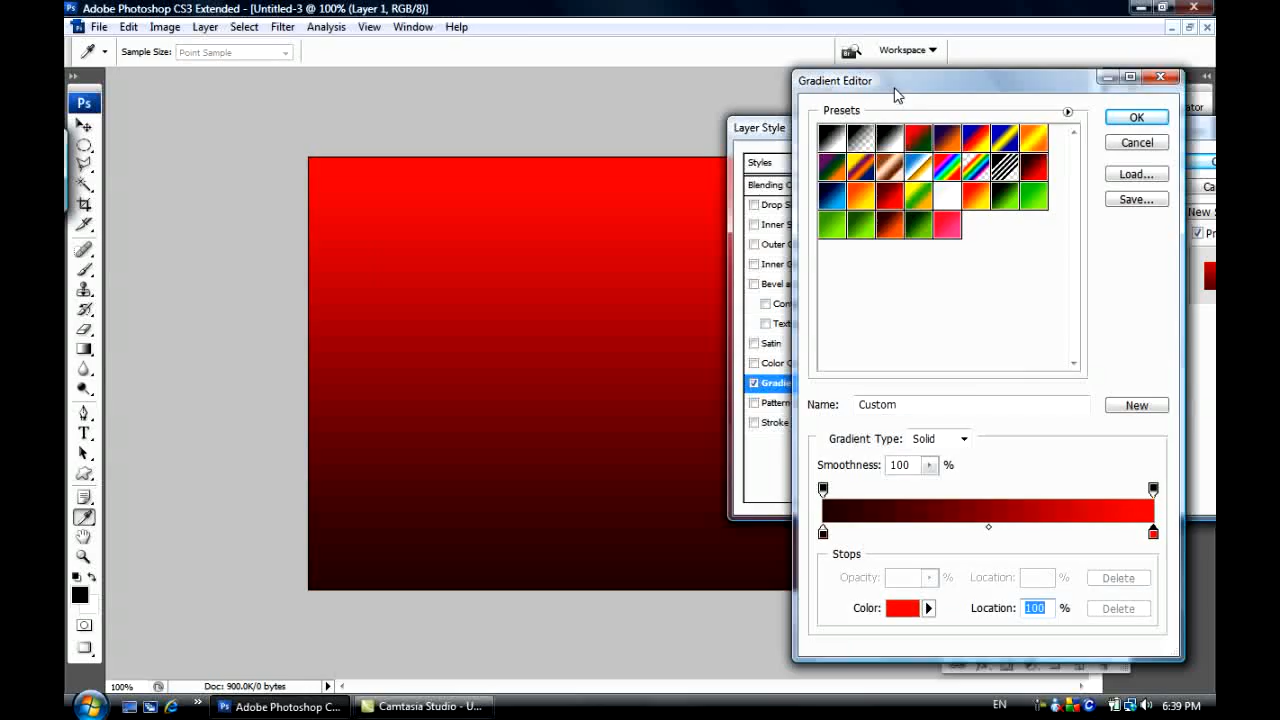 Adobe Photoshop CS3 Extended - [Untitled-3 @ 100% (Layer 1, RGB/8)]
File Edit Image Layer Select Filter Analysis View Window Help
Sample Size: Point Sample
Workspace
Ps
Gradient Editor
Presets
OK
Cancel
Load...
Save...
Layer Style
Styles
Blending
Drop S
Inner S
Outer
Inner
Bevel a
Con
Text
Satin
Color
Gradie
Pattern
Stroke
New S
Pr
Name: Custom
New
Gradient Type: Solid
Smoothness: 100 %
Stops
Opacity: % Location: % Delete
Color: Location: 100 % Delete
100% Doc: 900.0K/0 bytes
Adobe Photoshop C...
Camtasia Studio - U...
EN
6:39 PM